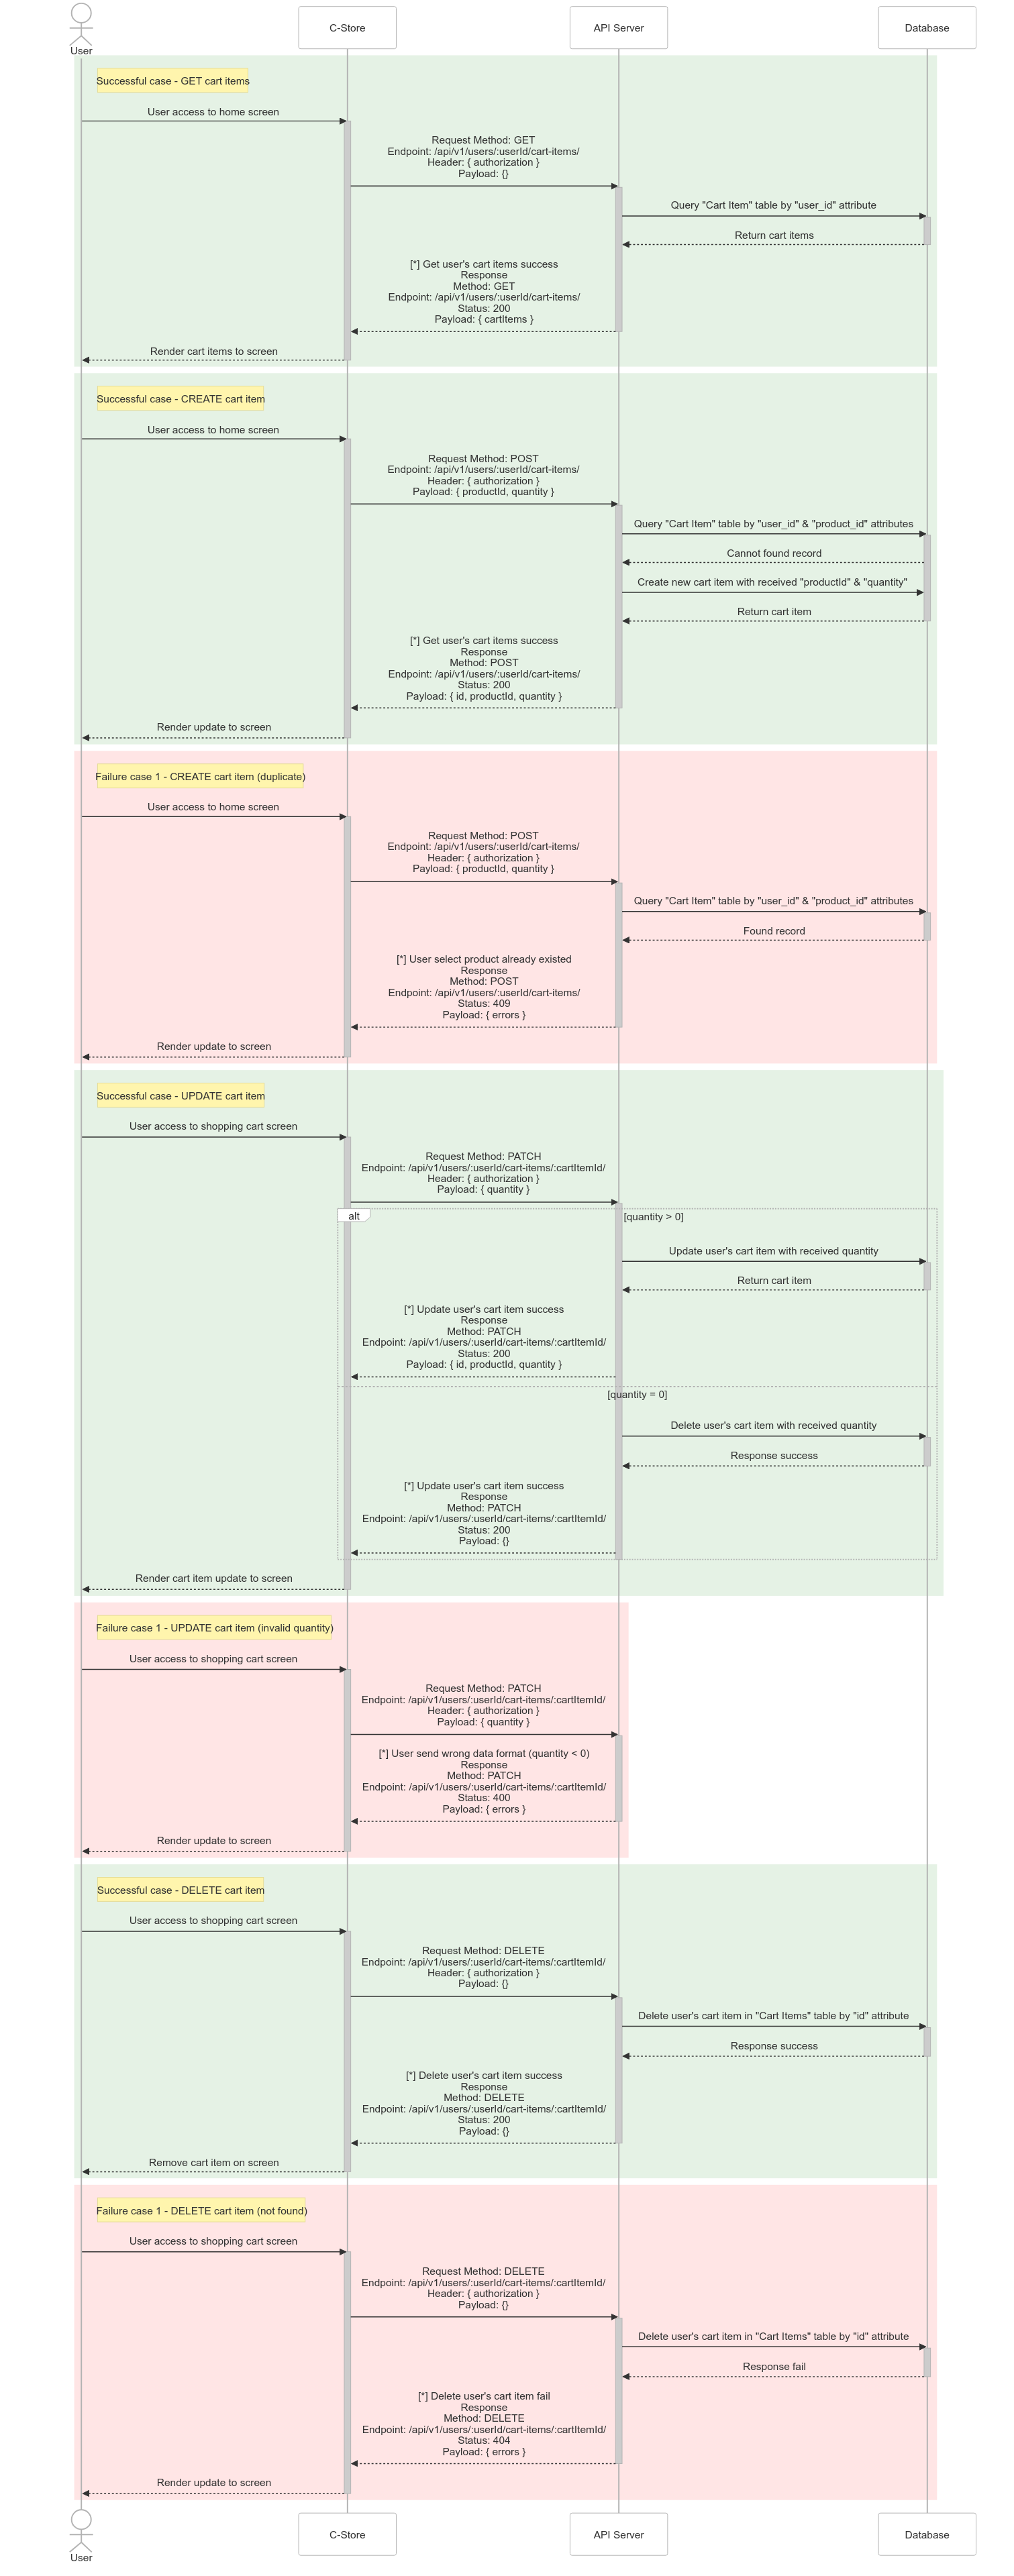 User
C-Store
API Server
Database
Successful case - GET cart items
User access to home screen
Request Method: GET
Endpoint: /api/v1/users/:userId/cart-items/
Header: { authorization }
Payload: {}
Query "Cart Item" table by "user_id" attribute
Return cart items
[*] Get user's cart items success
Response
Method: GET
Endpoint: /api/v1/users/:userId/cart-items/
Status: 200
Payload: { cartItems }
Render cart items to screen
Successful case - CREATE cart item
User access to home screen
Request Method: POST
Endpoint: /api/v1/users/:userId/cart-items/
Header: { authorization }
Payload: { productId, quantity }
Query "Cart Item" table by "user_id" & "product_id" attributes
Cannot found record
Create new cart item with received "productId" & "quantity"
Return cart item
[*] Get user's cart items success
Response
Method: POST
Endpoint: /api/v1/users/:userId/cart-items/
Status: 200
Payload: { id, productId, quantity }
Render update to screen
Failure case 1 - CREATE cart item (duplicate)
User access to home screen
Request Method: POST
Endpoint: /api/v1/users/:userId/cart-items/
Header: { authorization }
Payload: { productId, quantity }
Query "Cart Item" table by "user_id" & "product_id" attributes
Found record
[*] User select product already existed
Response
Method: POST
Endpoint: /api/v1/users/:userId/cart-items/
Status: 409
Payload: { errors }
Render update to screen
Successful case - UPDATE cart item
User access to shopping cart screen
Request Method: PATCH
Endpoint: /api/v1/users/:userId/cart-items/:cartItemId/
Header: { authorization }
Payload: { quantity }
alt
[quantity > 0]
Update user's cart item with received quantity
Return cart item
[*] Update user's cart item success
Response
Method: PATCH
Endpoint: /api/v1/users/:userId/cart-items/:cartItemId/
Status: 200
Payload: { id, productId, quantity }
[quantity = 0]
Delete user's cart item with received quantity
Response success
[*] Update user's cart item success
Response
Method: PATCH
Endpoint: /api/v1/users/:userId/cart-items/:cartItemId/
Status: 200
Payload: {}
Render cart item update to screen
Failure case 1 - UPDATE cart item (invalid quantity)
User access to shopping cart screen
Request Method: PATCH
Endpoint: /api/v1/users/:userId/cart-items/:cartItemId/
Header: { authorization }
Payload: { quantity }
[*] User send wrong data format (quantity < 0)
Response
Method: PATCH
Endpoint: /api/v1/users/:userId/cart-items/:cartItemId/
Status: 400
Payload: { errors }
Render update to screen
Successful case - DELETE cart item
User access to shopping cart screen
Request Method: DELETE
Endpoint: /api/v1/users/:userId/cart-items/:cartItemId/
Header: { authorization }
Payload: {}
Delete user's cart item in "Cart Items" table by "id" attribute
Response success
[*] Delete user's cart item success
Response
Method: DELETE
Endpoint: /api/v1/users/:userId/cart-items/:cartItemId/
Status: 200
Payload: {}
Remove cart item on screen
Failure case 1 - DELETE cart item (not found)
User access to shopping cart screen
Request Method: DELETE
Endpoint: /api/v1/users/:userId/cart-items/:cartItemId/
Header: { authorization }
Payload: {}
Delete user's cart item in "Cart Items" table by "id" attribute
Response fail
[*] Delete user's cart item fail
Response
Method: DELETE
Endpoint: /api/v1/users/:userId/cart-items/:cartItemId/
Status: 404
Payload: { errors }
Render update to screen
User
C-Store
API Server
Database